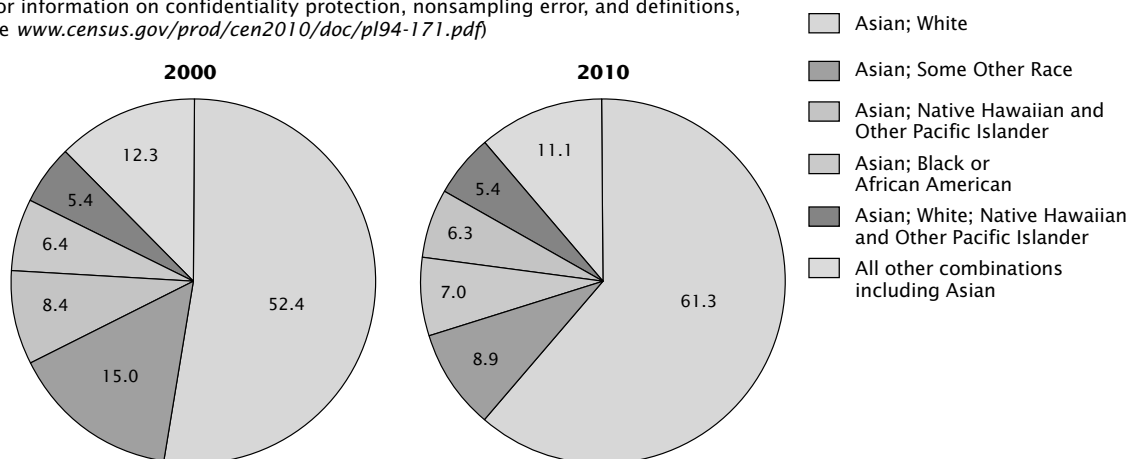 or information on confidentiality protection, nonsampling error, and definitions,
e www.census.gov/prod/cen2010/doc/pl94-171.pdf)
2000
12.3
5.4
6.4
8.4
52.4
15.0
2010
11.1
5.4
6.3
7.0
61.3
8.9
Asian; White
Asian; Some Other Race
Asian; Native Hawaiian and
Other Pacific Islander
Asian; Black or
African American
Asian; White; Native Hawaiian
and Other Pacific Islander
All other combinations
including Asian